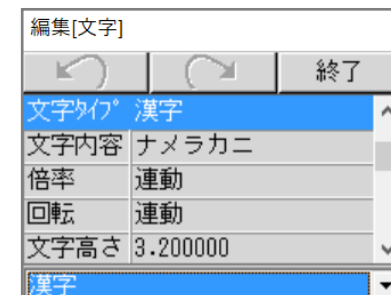 編集[文字]
終了
文字ﾀｲﾌﾟ 漢字
文字内容 ナメラカニ
倍率 連動
回転 連動
文字高さ 3.200000
漢字